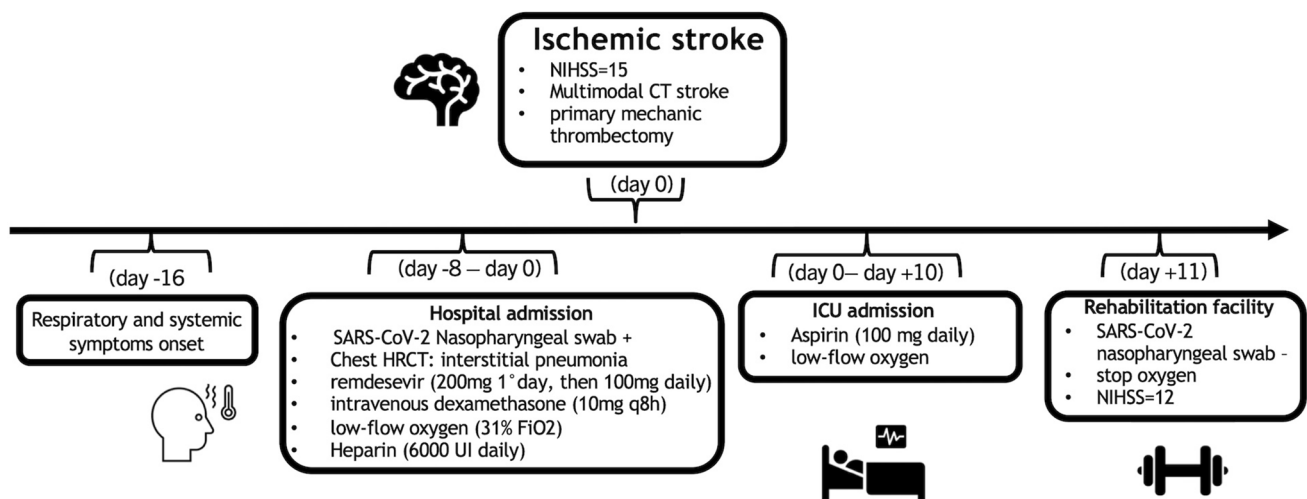 Ischemic stroke
• NIHSS=15
• Multimodal CT stroke
• primary mechanic
thrombectomy
(day 0)
(day -16
Respiratory and systemic
symptoms onset
(day -8 – day 0)
Hospital admission
• SARS-CoV-2 Nasopharyngeal swab +
• Chest HRCT: interstitial pneumonia
• remdesevir (200mg 1°day, then 100mg daily)
• intravenous dexamethasone (10mg q8h)
• low-flow oxygen (31% FiO2)
• Heparin (6000 UI daily)
(day 0– day +10)
ICU admission
• Aspirin (100 mg daily)
• low-flow oxygen
(day +11)
Rehabilitation facility
• SARS-CoV-2
nasopharyngeal swab -
• stop oxygen
• NIHSS=12